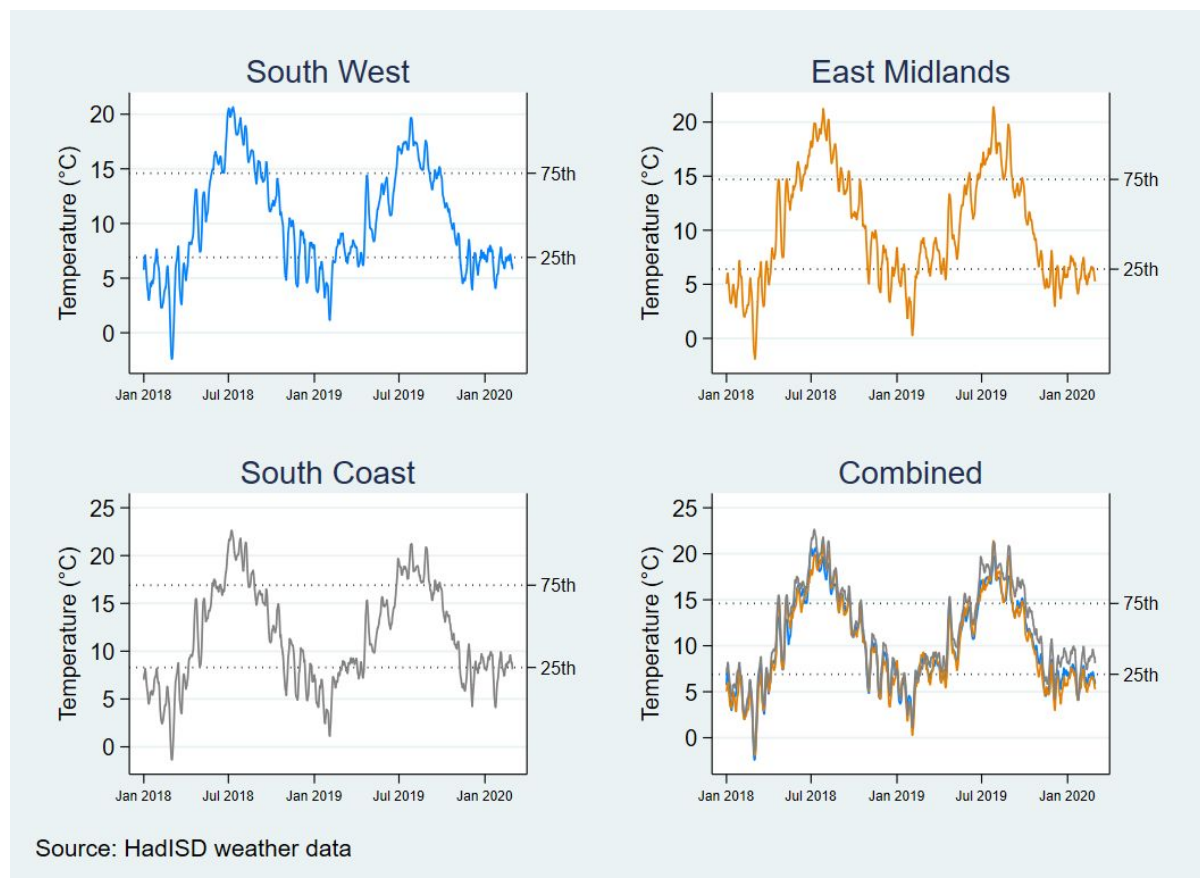 South West
Temperature (°C)
20
15
10
5
0
75th
25th
Jan 2018 Jul 2018 Jan 2019 Jul 2019 Jan 2020
East Midlands
Temperature (°C)
20
15
10
5
0
75th
25th
Jan 2018 Jul 2018 Jan 2019 Jul 2019 Jan 2020
South Coast
Temperature (°C)
25
20
15
10
5
0
75th
25th
Jan 2018 Jul 2018 Jan 2019 Jul 2019 Jan 2020
Combined
Temperature (°C)
25
20
15
10
5
0
75th
25th
Jan 2018 Jul 2018 Jan 2019 Jul 2019 Jan 2020
Source: HadISD weather data